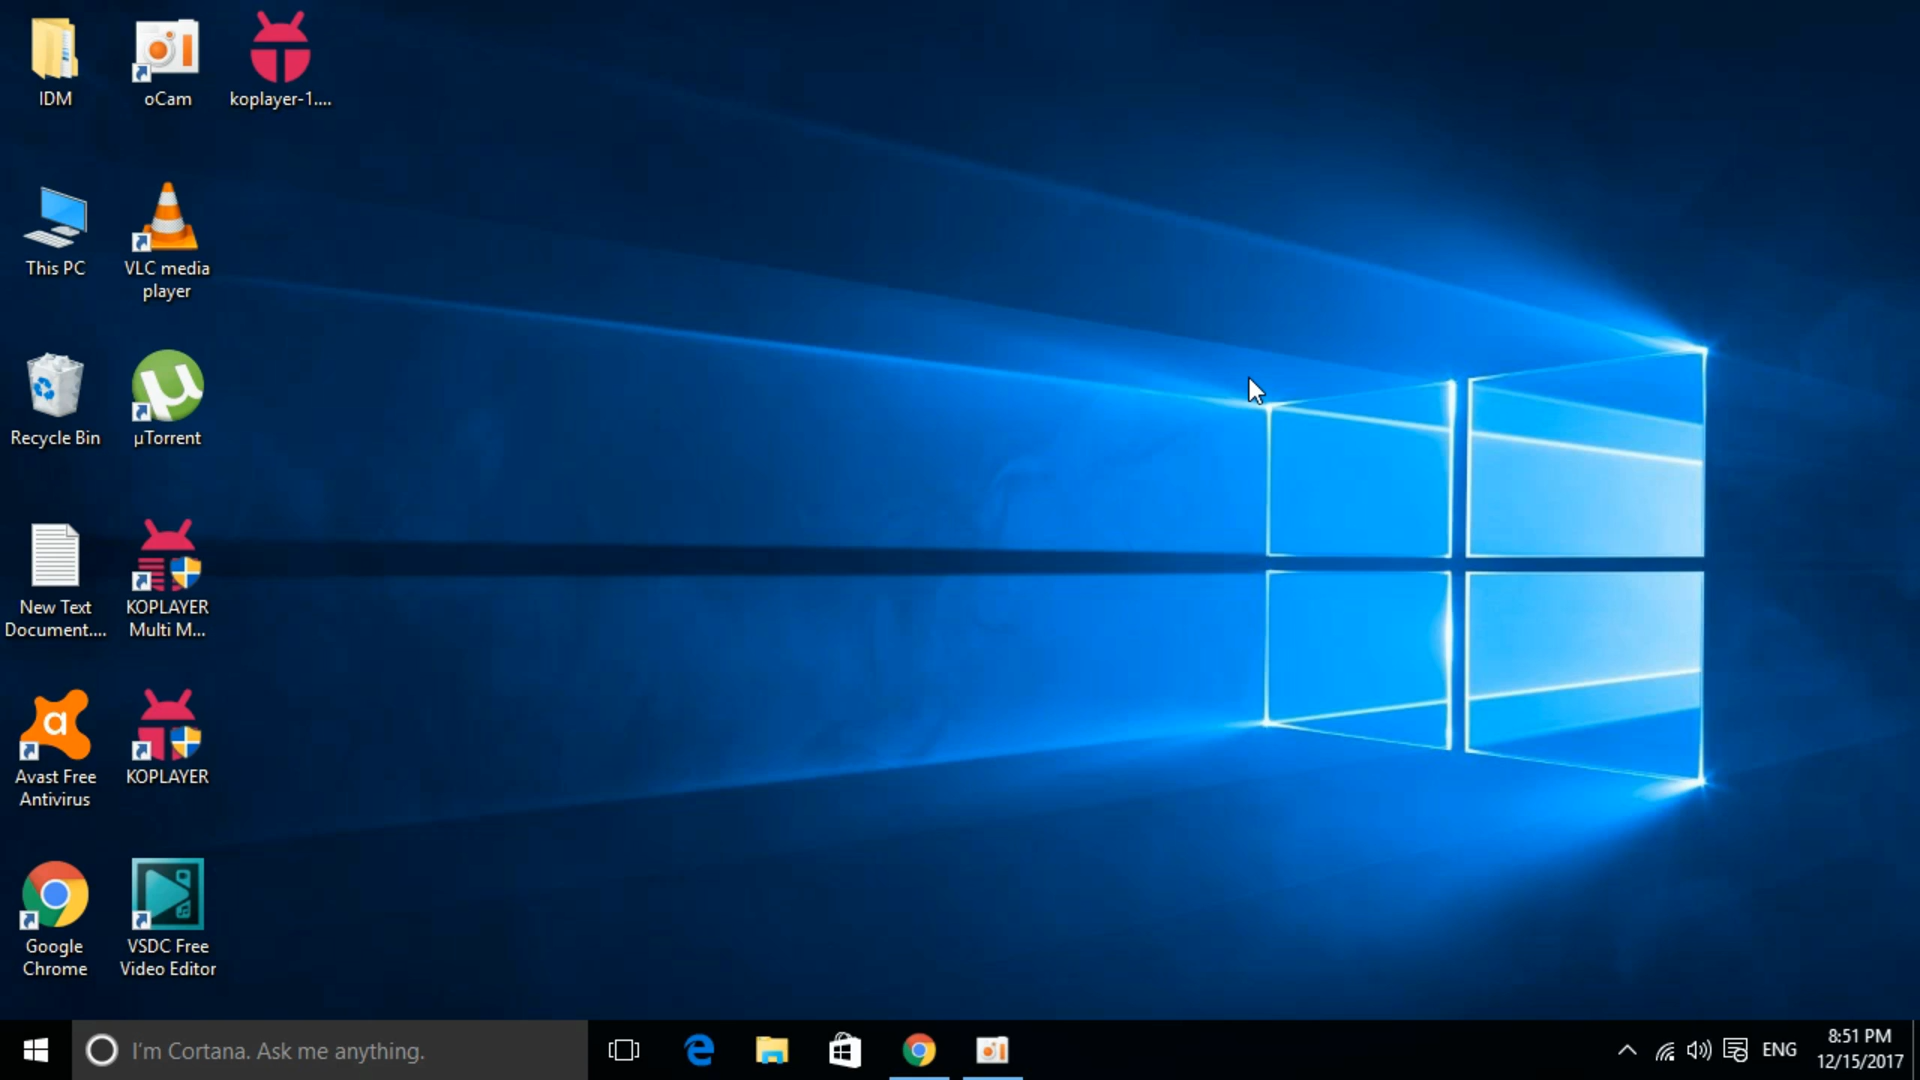 IDM
oCam
koplayer-1....
This PC
VLC media
player
Recycle Bin
µTorrent
New Text
Document....
KOPLAYER
Multi M...
Avast Free
Antivirus
KOPLAYER
Google
Chrome
VSDC Free
Video Editor
I'm Cortana. Ask me anything.
ENG
8:51 PM
12/15/2017